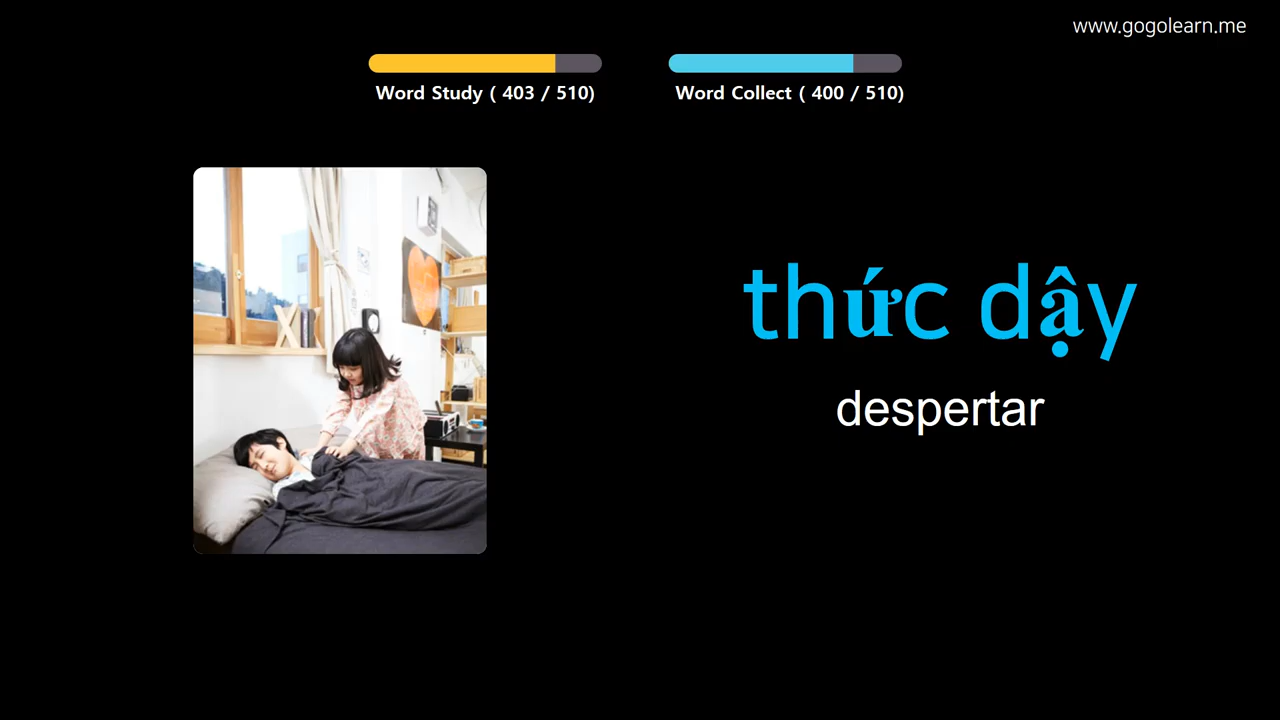 www.gogolearn.me
Word Study ( 403 / 510)
Word Collect ( 400 / 510)
thức dậy
despertar